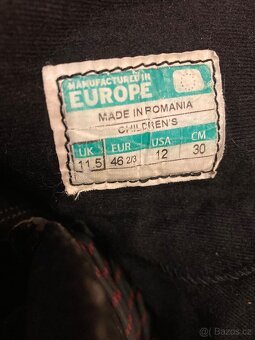 MANUFACTURED IN
EUROPE
MADE IN ROMANIA
CHILDREN'S
UK EUR USA CM
11.5 46 2/3 12 30
Bazos.cz